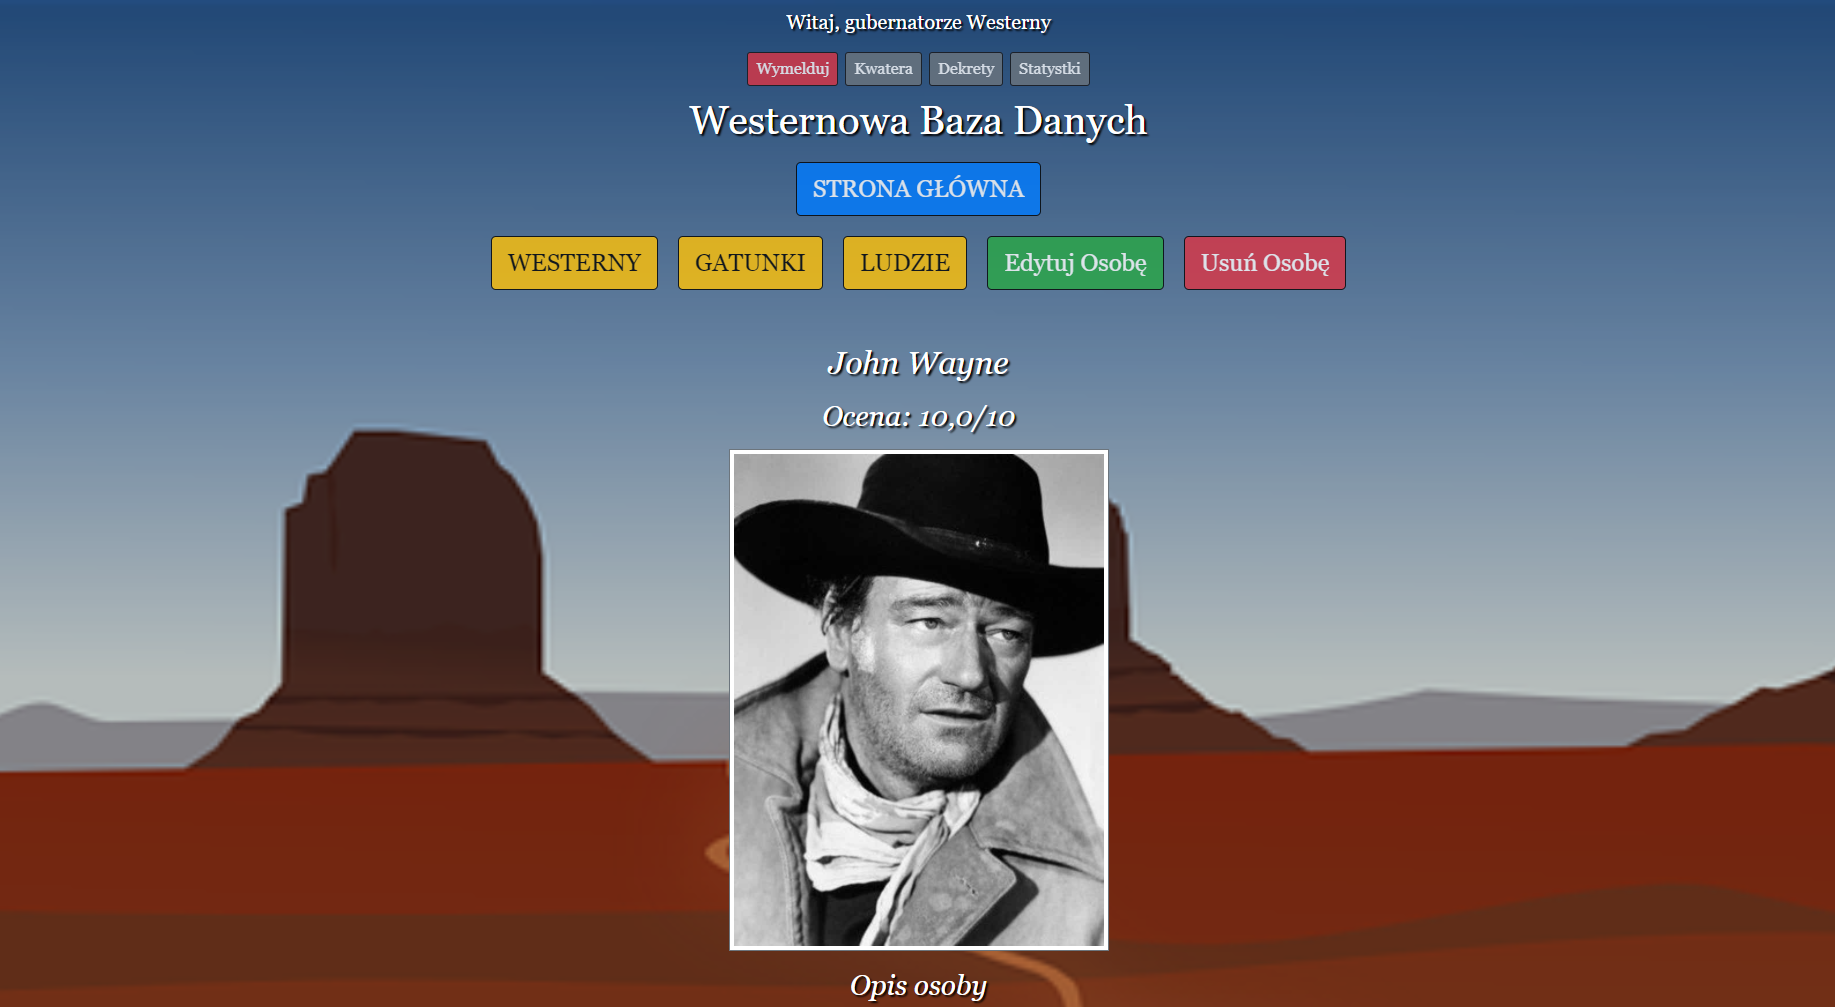 Witaj, gubernatorze Westerny
Wymelduj Kwatera Dekrety Statystki
Westernowa Baza Danych
STRONA GŁÓWNA
WESTERNY GATUNKI LUDZIE Edytuj Osobę Usuń Osobę
John Wayne
Ocena: 10,0/10
Opis osoby